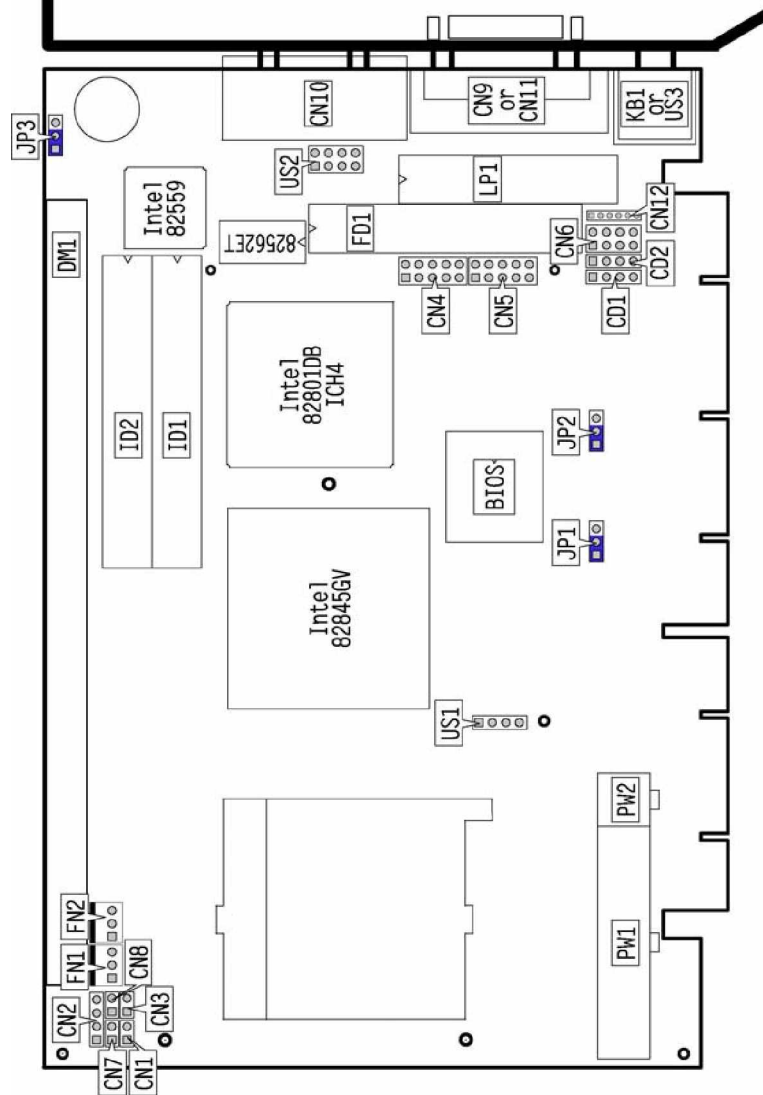 CN10
CN9
or
CN11
KB1
or
US3
JP3
US2
LP1
Intel
82559
82562ET
FD1
CN12
CN6
CD2
CD1
DM1
CN4
CN5
ID2
ID1
Intel
82801DB
ICH4
BIOS
JP2
JP1
Intel
82845GV
US1
PW2
PW1
FN2
FN1
CN8
CN2
CN3
CN7
CN1